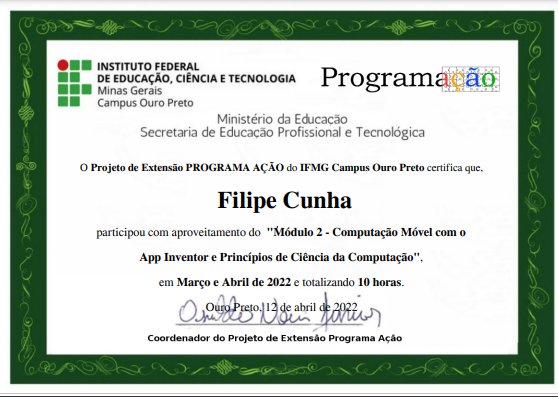 INSTITUTO FEDERAL
DE EDUCAÇÃO, CIÊNCIA E TECNOLOGIA
Minas Gerais
Campus Ouro Preto
Programação
Ministério da Educação
Secretaria de Educação Profissional e Tecnológica
O Projeto de Extensão PROGRAMA AÇÃO do IFMG Campus Ouro Preto certifica que,
Filipe Cunha
participou com aproveitamento do "Módulo 2 - Computação Móvel com o
App Inventor e Princípios de Ciência da Computação",
em Março e Abril de 2022 e totalizando 10 horas.
Ouro Preto, 12 de abril de 2022
Coordenador do Projeto de Extensão Programa Ação